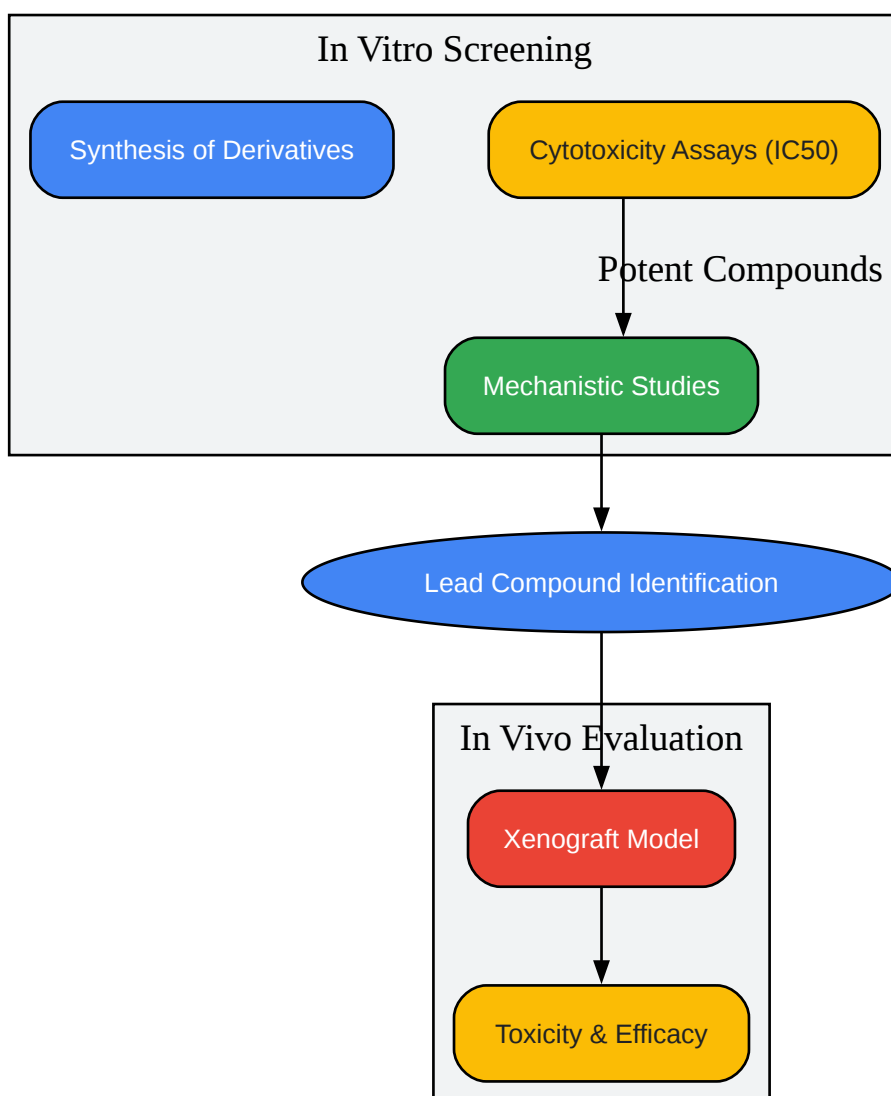 In Vitro Screening
Synthesis of Derivatives
Cytotoxicity Assays (IC50)
Potent Compounds
Mechanistic Studies
Lead Compound Identification
In Vivo Evaluation
Xenograft Model
Toxicity & Efficacy